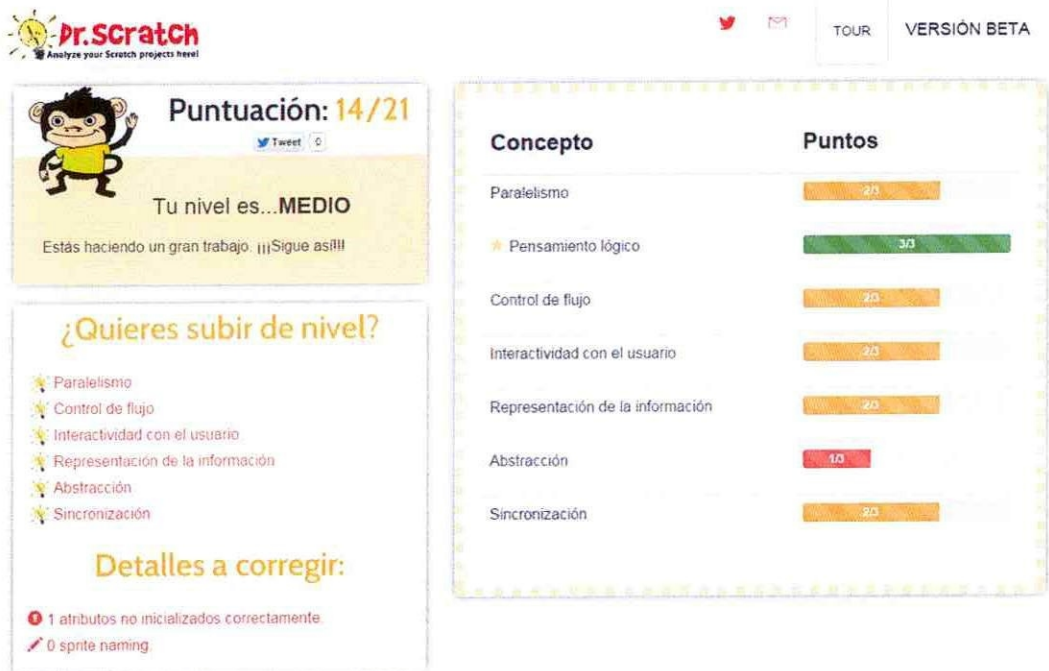 Dr.Scratch
Analyze your Scratch projects here!
TOUR
VERSIÓN BETA
Puntuación: 14/21
Tweet 0
Tu nivel es...MEDIO
Estás haciendo un gran trabajo. ¡¡¡Sigue así!!!
¿Quieres subir de nivel?
Paralelismo
Control de flujo
Interactividad con el usuario
Representación de la información
Abstracción
Sincronización
Detalles a corregir:
1 atributos no inicializados correctamente.
0 sprite naming.
Concepto Puntos
Paralelismo 2/3
Pensamiento lógico 3/3
Control de flujo 2/3
Interactividad con el usuario 2/3
Representación de la información 2/3
Abstracción 1/3
Sincronización 2/3